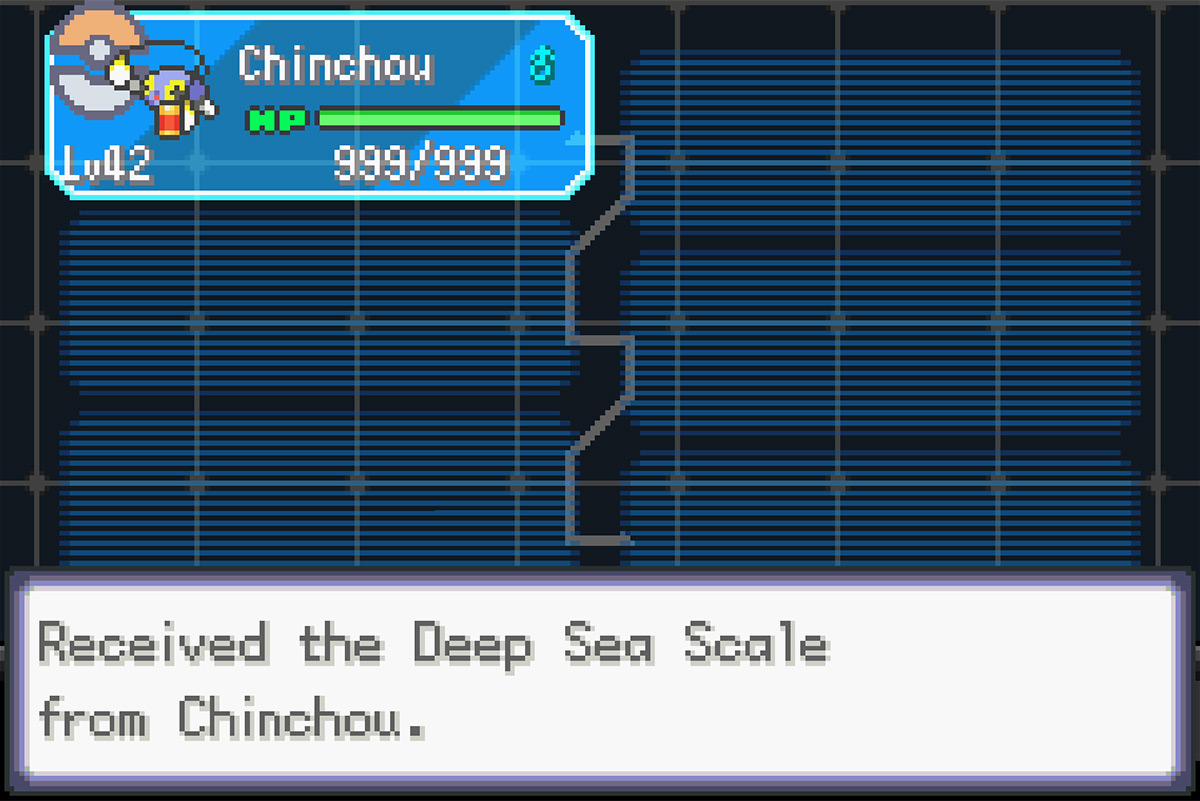 Chinchou
HP
Lv42
999/999
Received the Deep Sea Scale
from Chinchou.